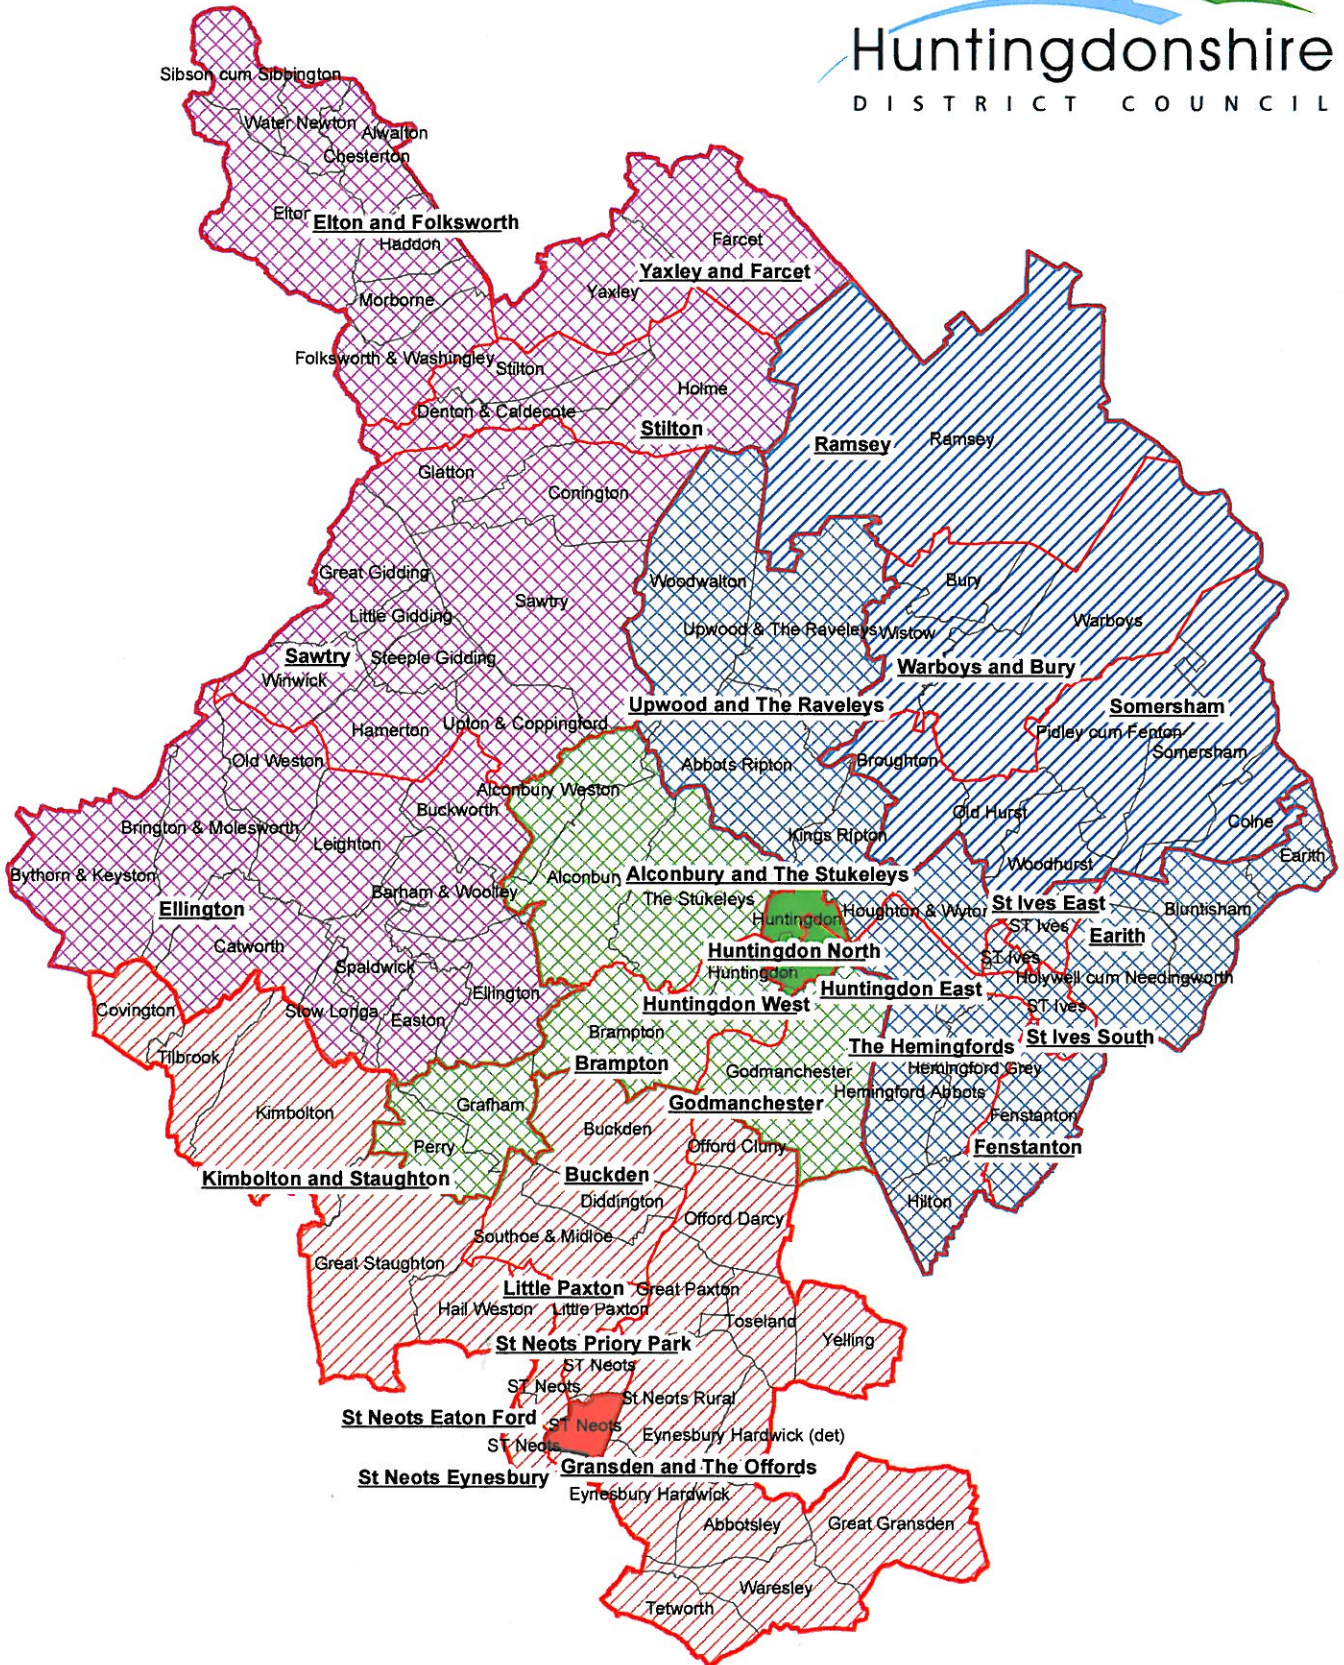 Huntingdonshire
DISTRICT COUNCIL
Sibson cum Sibbington
Water Newton
Alwalton
Chesterton
Elton and Folksworth
Haddon
Farcet
Yaxley and Farcet
Yaxley
Morborne
Folksworth & Washingley
Stilton
Holme
Denton & Caldecote
Stilton
Ramsey
Ramsey
Glatton
Conington
Great Gidding
Woodwalton
Bury
Sawtry
Little Gidding
Warboys
Upwood & The Raveleys
Wistow
Sawtry
Steeple Gidding
Warboys and Bury
Winwick
Upwood and The Raveleys
Somersham
Upton & Coppingford
Hamerton
Pidley cum Fenton
Somersham
Old Weston
Abbots Ripton
Broughton
Alconbury Weston
Buckworth
Old Hurst
Colne
Brington & Molesworth
Kings Ripton
Leighton
Earith
Woodhurst
Bythorn & Keyston
Alconbury
Alconbury and The Stukeleys
Barham & Woolley
The Stukeleys
St Ives East
Ellington
Huntingdon
Houghton & Wyton
Bluntisham
ST Ives
Earith
Catworth
Huntingdon North
ST Ives
Spaldwick
Huntingdon
Holywell cum Needingworth
Ellington
Huntingdon East
Covington
Stow Longa
Huntingdon West
ST Ives
Easton
Brampton
St Ives South
The Hemingfords
Tilbrook
Brampton
Godmanchester
Hemingford Grey
Hemingford Abbots
Grafham
Godmanchester
Kimbolton
Fenstanton
Buckden
Perry
Offord Cluny
Fenstanton
Kimbolton and Staughton
Buckden
Diddington
Hilton
Offord Darcy
Southoe & Midloe
Great Staughton
Little Paxton
Great Paxton
Hail Weston
Little Paxton
Toseland
Yelling
St Neots Priory Park
ST Neots
ST Neots
St Neots Rural
St Neots Eaton Ford
ST Neots
Eynesbury Hardwick (det)
ST Neots
Gransden and The Offords
St Neots Eynesbury
Eynesbury Hardwick
Abbotsley
Great Gransden
Waresley
Tetworth